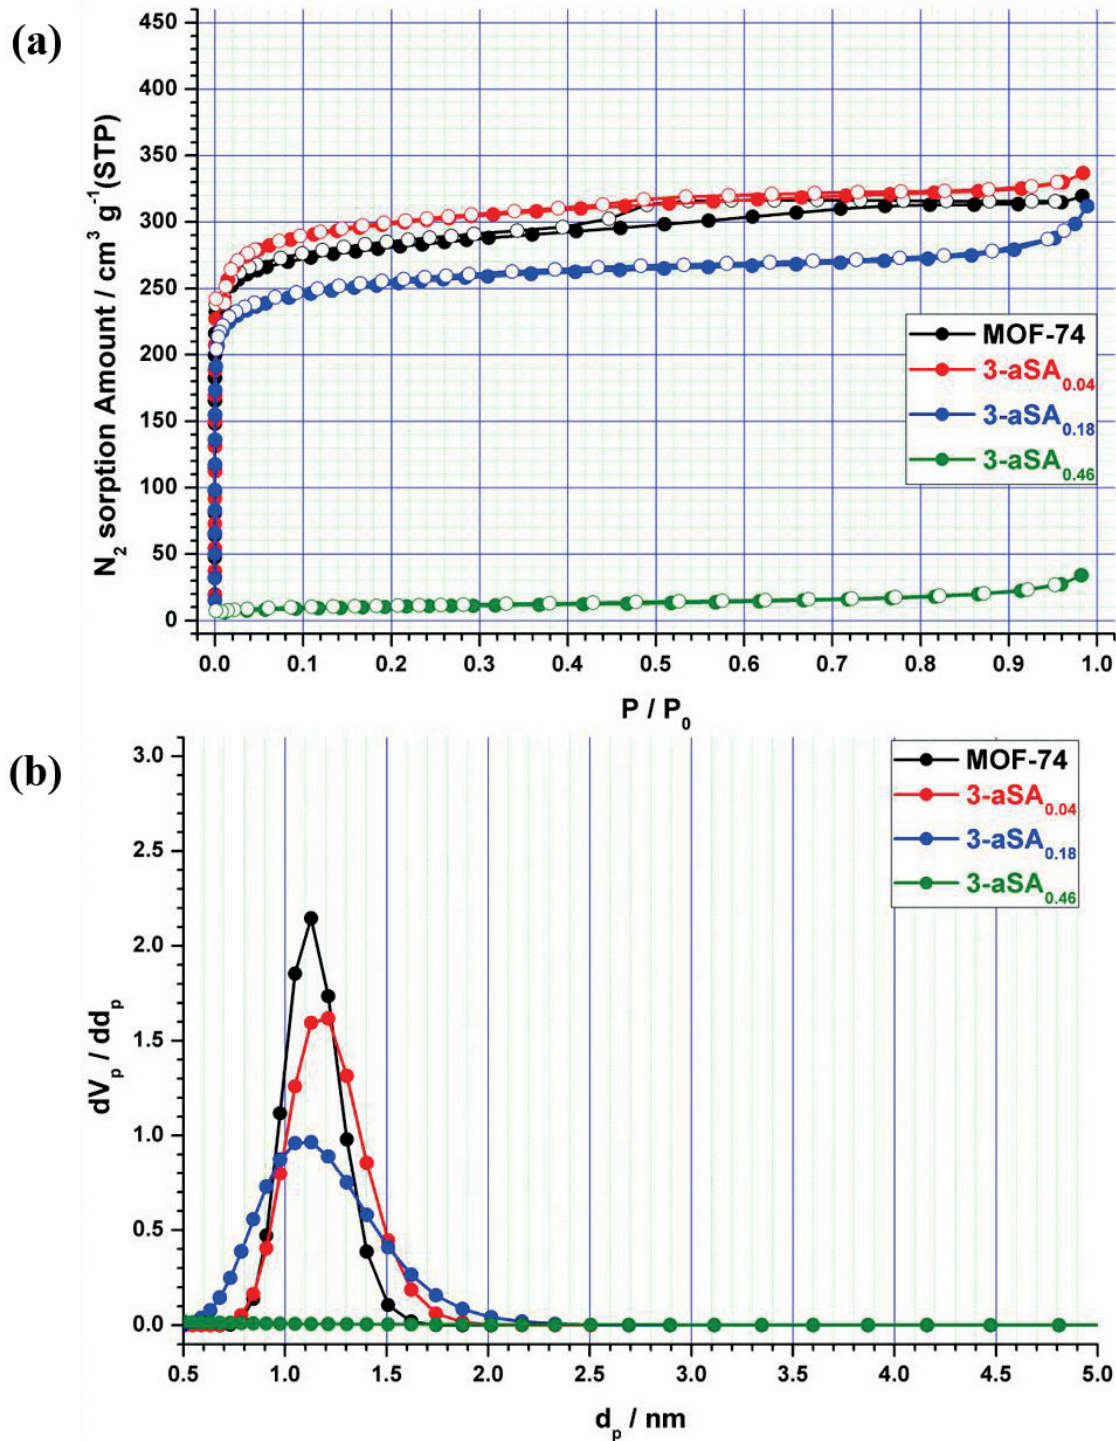 (a)
N₂ sorption Amount / cm³ g⁻¹(STP)
450
400
350
300
250
200
150
100
50
0
MOF-74
3-aSA₀.₀₄
3-aSA₀.₁₈
3-aSA₀.₄₆
0.0 0.1 0.2 0.3 0.4 0.5 0.6 0.7 0.8 0.9 1.0
P / P₀
(b)
dVₚ / ddₚ
3.0
2.5
2.0
1.5
1.0
0.5
0.0
MOF-74
3-aSA₀.₀₄
3-aSA₀.₁₈
3-aSA₀.₄₆
0.5 1.0 1.5 2.0 2.5 3.0 3.5 4.0 4.5 5.0
dₚ / nm